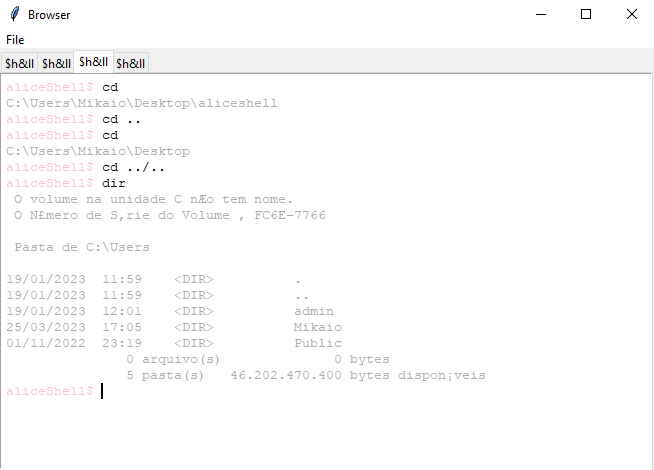 Browser
File
$h&ll $h&ll $h&ll $h&ll
aliceShell$ cd
C:\Users\Mikaio\Desktop\aliceshell
aliceShell$ cd ..
aliceShell$ cd
C:\Users\Mikaio\Desktop
aliceShell$ cd ../..
aliceShell$ dir
O volume na unidade C nÆo tem nome.
O N£mero de S‚rie do Volume , FC6E-7766
Pasta de C:\Users
19/01/2023  11:59    <DIR>          .
19/01/2023  11:59    <DIR>          ..
19/01/2023  12:01    <DIR>          admin
25/03/2023  17:05    <DIR>          Mikaio
01/11/2022  23:19    <DIR>          Public
0 arquivo(s)              0 bytes
5 pasta(s)   46.202.470.400 bytes dispon¡veis
aliceShell$